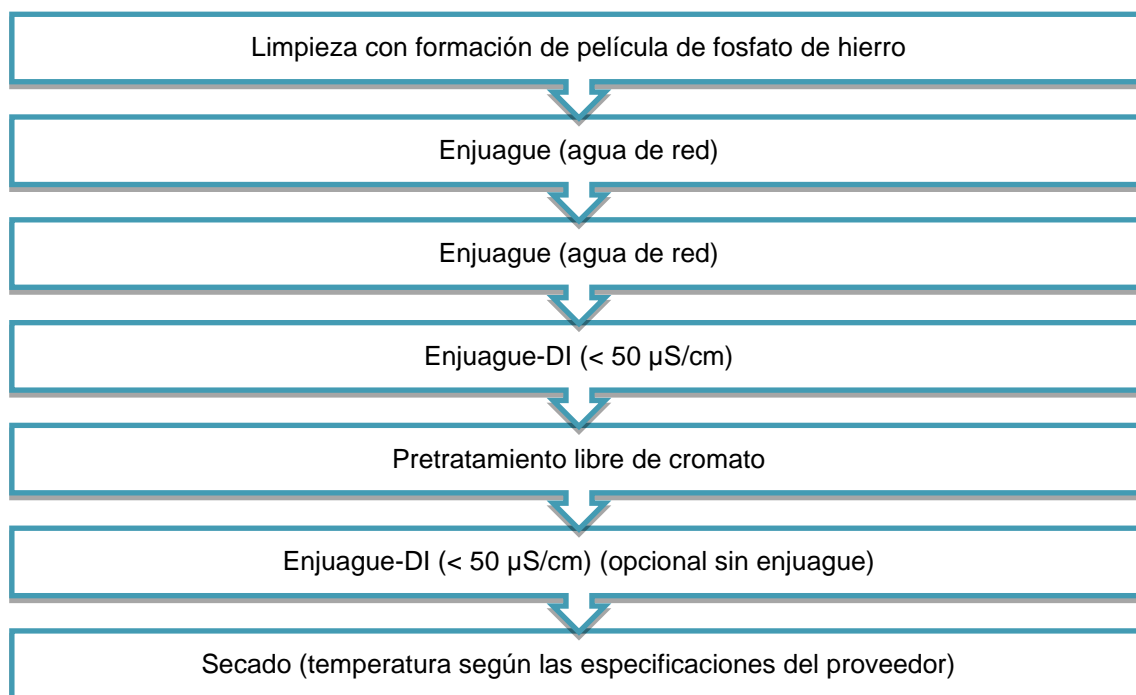 Limpieza con formación de película de fosfato de hierro
Enjuague (agua de red)
Enjuague (agua de red)
Enjuague-DI (< 50 µS/cm)
Pretratamiento libre de cromato
Enjuague-DI (< 50 µS/cm) (opcional sin enjuague)
Secado (temperatura según las especificaciones del proveedor)